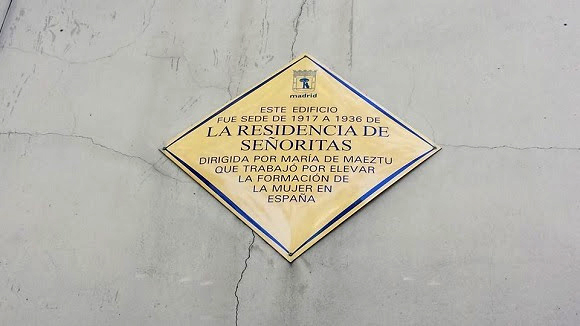 madrid
ESTE EDIFICIO
FUE SEDE DE 1917 A 1936 DE
LA RESIDENCIA DE
SEÑORITAS
DIRIGIDA POR MARÍA DE MAEZTU
QUE TRABAJÓ POR ELEVAR
LA FORMACIÓN DE
LA MUJER EN
ESPAÑA